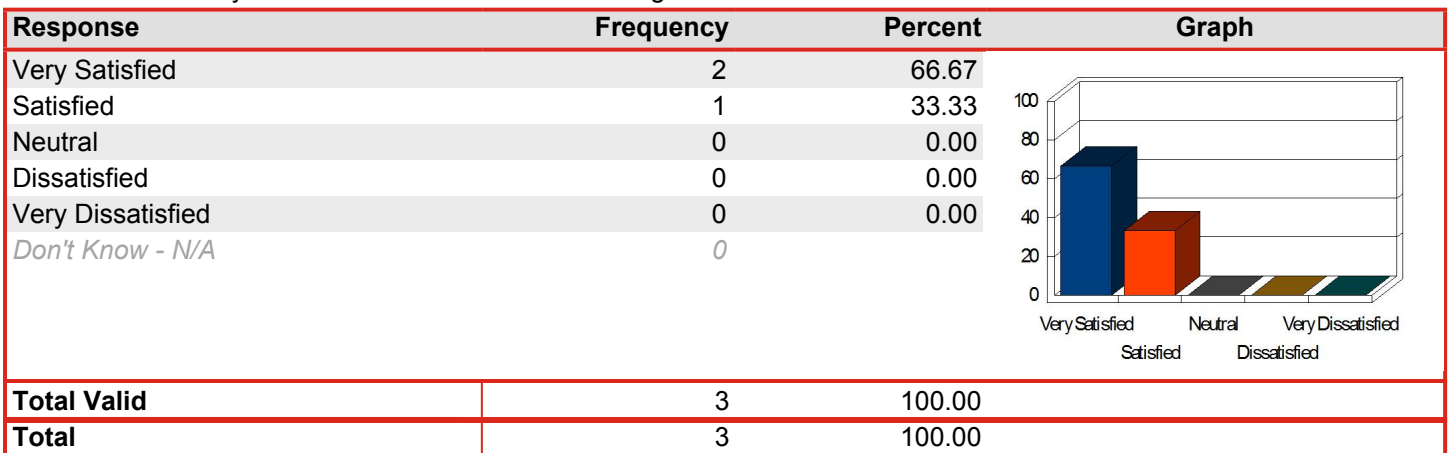 Response Frequency Percent Graph
Very Satisfied 2 66.67
Satisfied 1 33.33
Neutral 0 0.00
Dissatisfied 0 0.00
Very Dissatisfied 0 0.00
Don't Know - N/A 0
100
80
60
40
20
0
Very Satisfied Neutral Very Dissatisfied
Satisfied Dissatisfied
Total Valid 3 100.00
Total 3 100.00